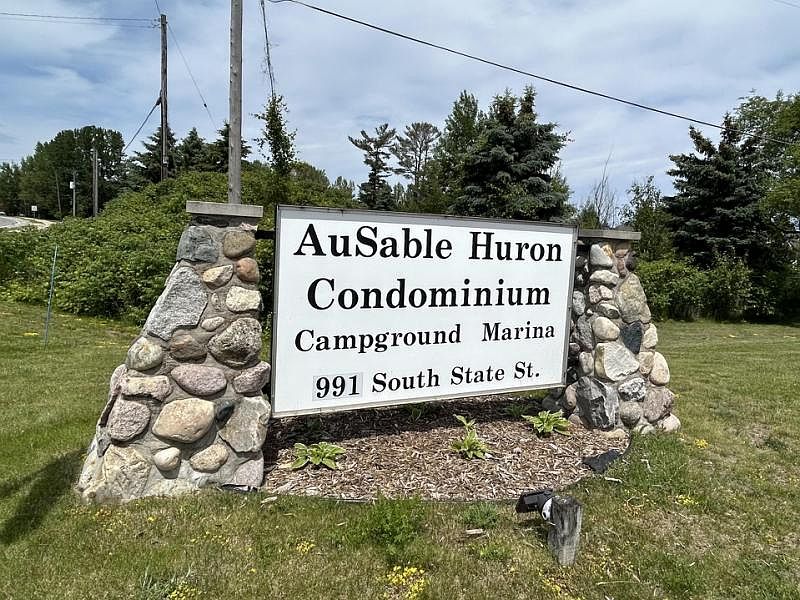 AuSable Huron
Condominium
Campground Marina
991 South State St.